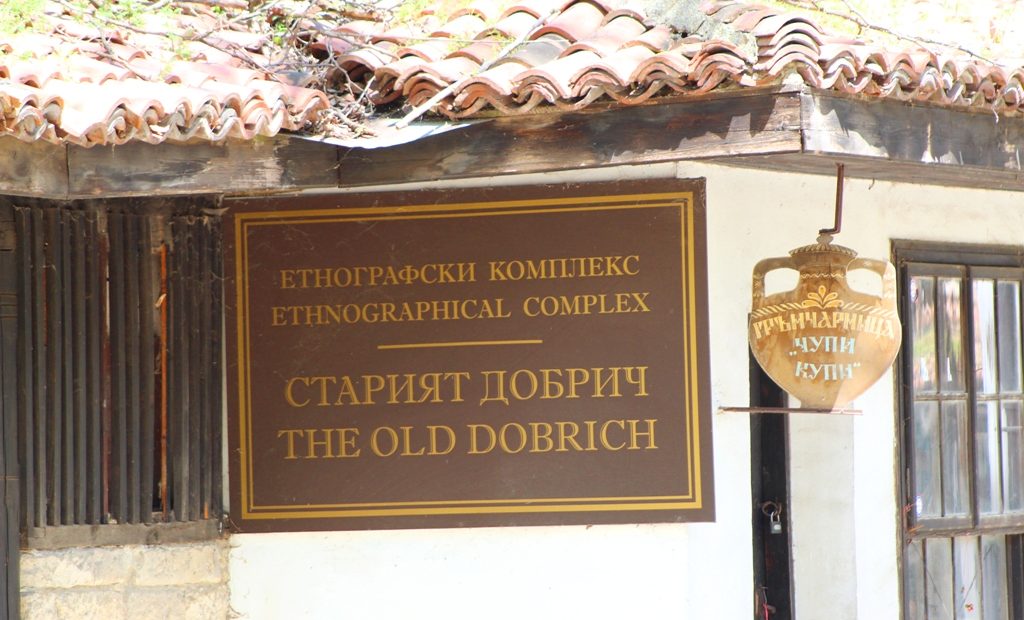 ЕТНОГРАФСКИ КОМПЛЕКС
ETHNOGRAPHICAL COMPLEX
СТАРИЯТ ДОБРИЧ
THE OLD DOBRICH
ГРЪНЧАРНИЦА
"ЧУПИ
КУПИ"